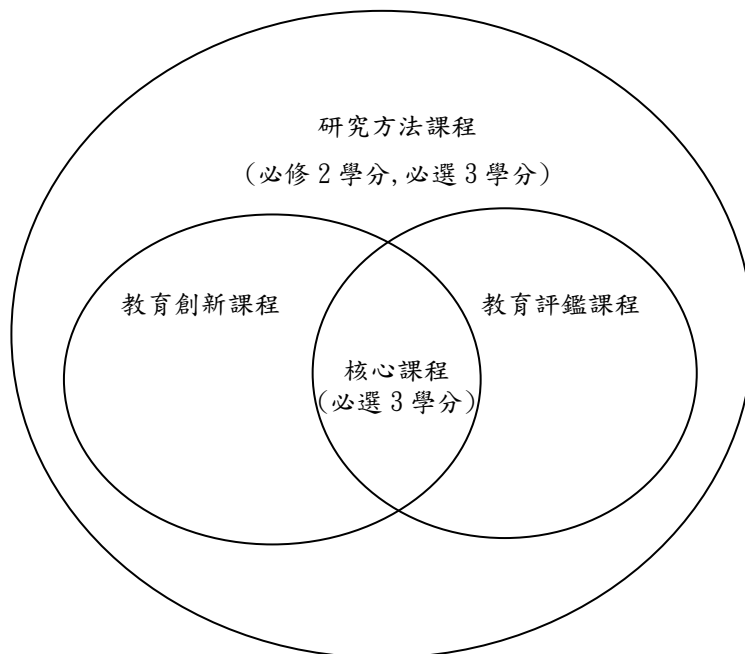 研究方法課程
（必修 2 學分, 必選 3 學分）
教育創新課程
教育評鑑課程
核心課程
（必選 3 學分）